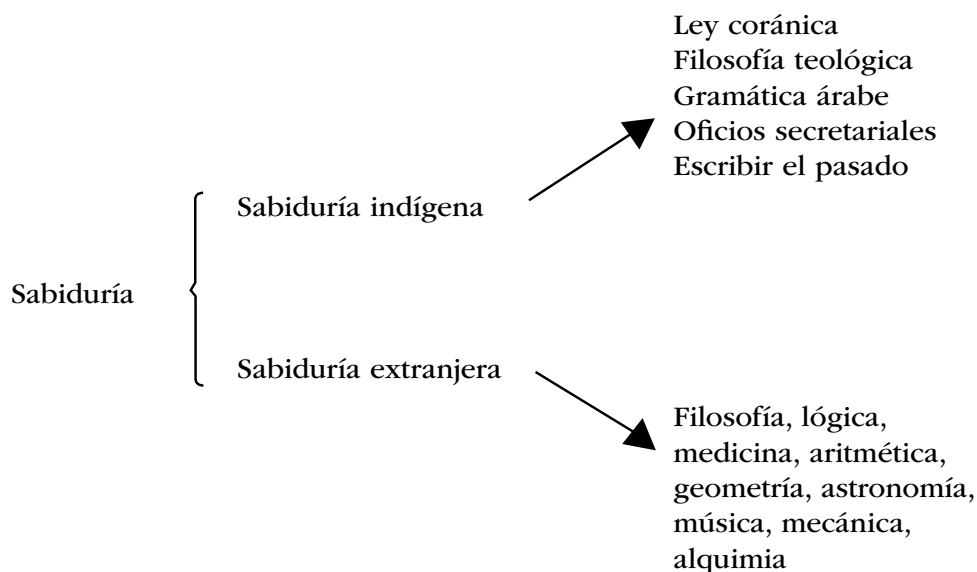 Ley coránica
Filosofía teológica
Gramática árabe
Oficios secretariales
Escribir el pasado
Sabiduría indígena
Sabiduría
Sabiduría extranjera
Filosofía, lógica,
medicina, aritmética,
geometría, astronomía,
música, mecánica,
alquimia